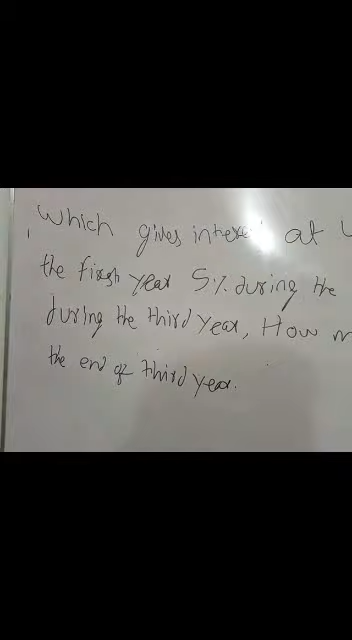 which gives interest at
the first year 5% during the
during the third year, How m
the end of third year.